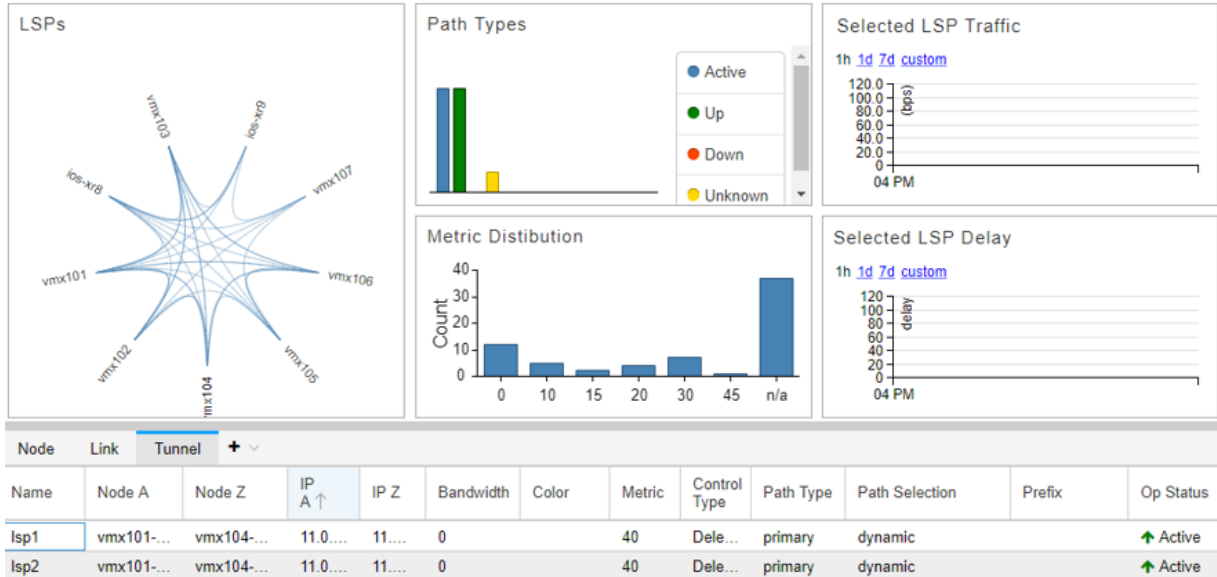 LSPs
vmx103
ios-xr9
ios-xr8
vmx107
vmx101
vmx106
vmx102
vmx105
vmx104
Path Types
Active
Up
Down
Unknown
Metric Distibution
Count
40
30
20
10
0
0 10 15 20 30 45 n/a
Selected LSP Traffic
1h 1d 7d custom
120.0
100.0
80.0
60.0
40.0
20.0
0
(bps)
04 PM
Selected LSP Delay
1h 1d 7d custom
120
100
80
60
40
20
0
delay
04 PM
Node Link Tunnel +
Name Node A Node Z IP A ↑ IP Z Bandwidth Color Metric Control Type Path Type Path Selection Prefix Op Status
lsp1 vmx101-... vmx104-... 11.0.... 11.... 0 40 Dele... primary dynamic Active
lsp2 vmx101-... vmx104-... 11.0.... 11.... 0 40 Dele... primary dynamic Active